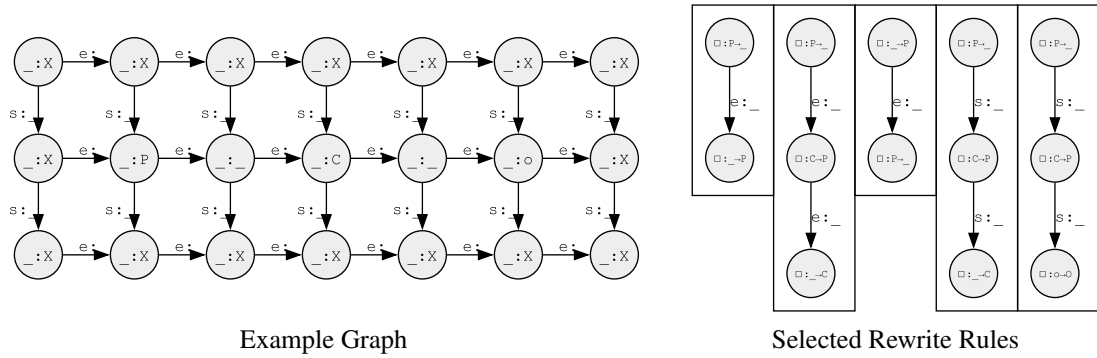 _:X e:_ _:X e:_ _:X e:_ _:X e:_ _:X e:_ _:X e:_ _:X
s:_ s:_ s:_ s:_ s:_ s:_ s:_
_:X e:_ _:P e:_ _:_ e:_ _:C e:_ _:_ e:_ _:o e:_ _:X
s:_ s:_ s:_ s:_ s:_ s:_ s:_
_:X e:_ _:X e:_ _:X e:_ _:X e:_ _:X e:_ _:X e:_ _:X
Example Graph
□:P→_ □:P→_ □:_→P □:P→_ □:P→_
e:_ e:_ e:_ s:_ s:_
□:_→P □:C→P □:P→_ □:C→P □:C→P
e:_ s:_ s:_
□:_→C □:_→C □:o→O
Selected Rewrite Rules